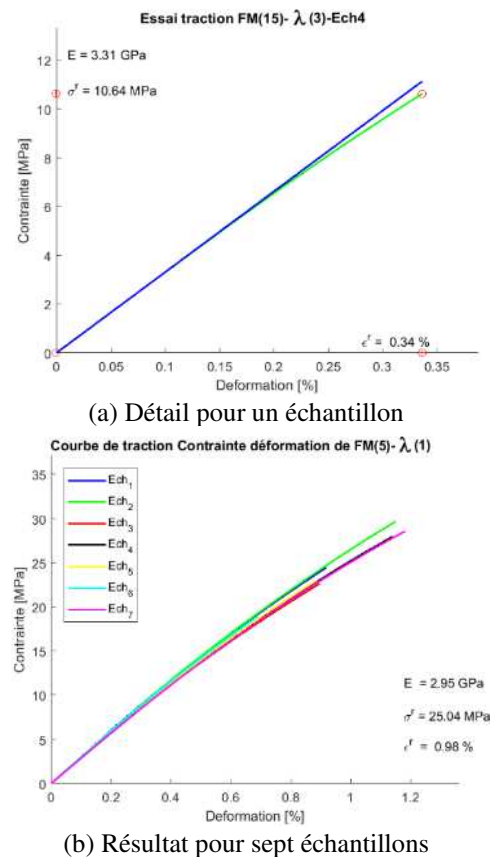 Essai traction FM(15)- λ (3)-Ech4
E = 3.31 GPa
σʳ = 10.64 MPa
Contrainte [MPa]
12
10
8
6
4
2
0
εʳ = 0.34 %
0 0.05 0.1 0.15 0.2 0.25 0.3 0.35
Deformation [%]
(a) Détail pour un échantillon
Courbe de traction Contrainte déformation de FM(5)- λ (1)
Ech₁
Ech₂
Ech₃
Ech₄
Ech₅
Ech₆
Ech₇
Contrainte [MPa]
35
30
25
20
15
10
5
0
E = 2.95 GPa
σʳ = 25.04 MPa
εʳ = 0.98 %
0 0.2 0.4 0.6 0.8 1 1.2
Deformation [%]
(b) Résultat pour sept échantillons